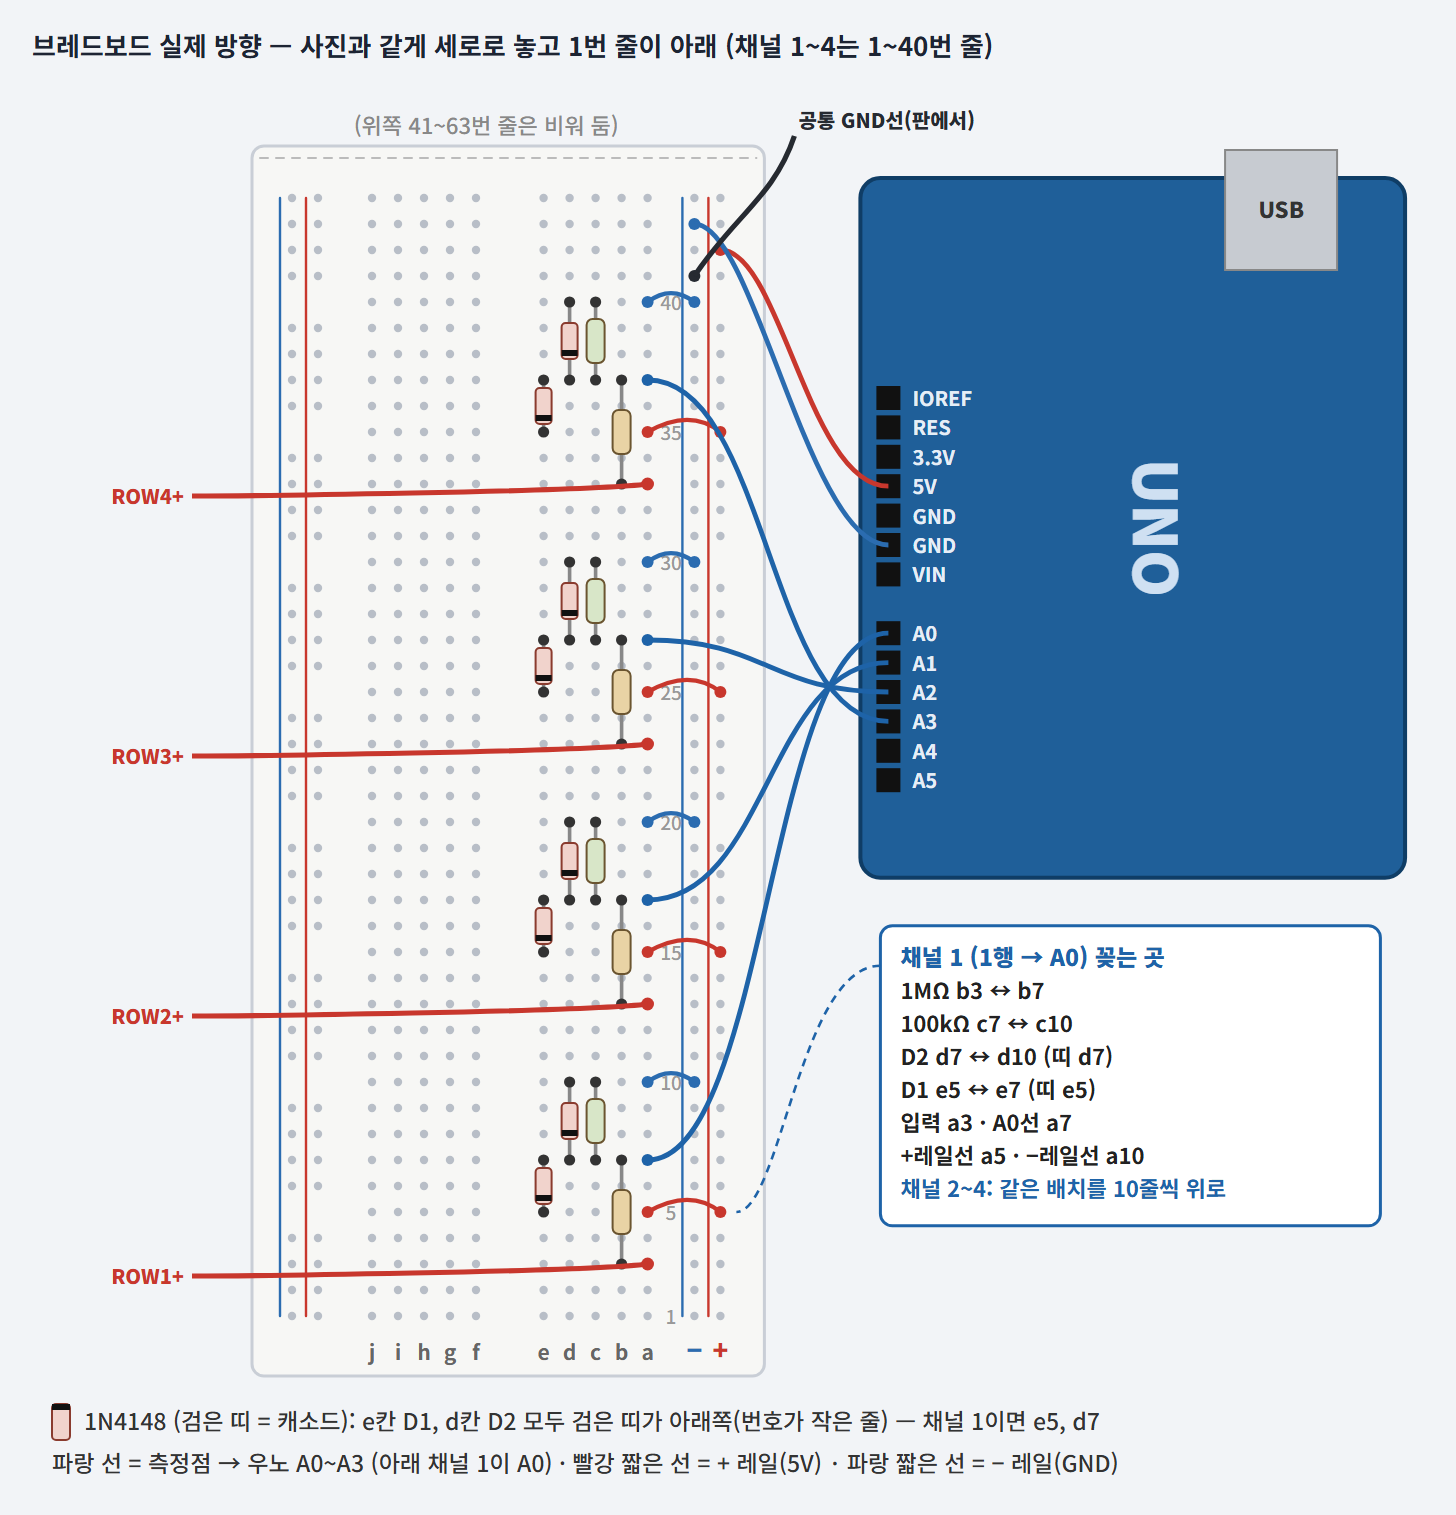 브레드보드 실제 방향 — 사진과 같게 세로로 놓고 1번 줄이 아래 (채널 1~4는 1~40번 줄)
(위쪽 41~63번 줄은 비워 둠)
공통 GND선(판에서)
USB
40
IOREF
RES
35
3.3V
5V
ROW4+
GND
GND
UNO
30
VIN
A0
A1
25
A2
A3
ROW3+
A4
A5
20
15
채널 1 (1행 → A0) 꽂는 곳
1MΩ b3 ↔ b7
ROW2+
100kΩ c7 ↔ c10
D2 d7 ↔ d10 (띠 d7)
10
D1 e5 ↔ e7 (띠 e5)
입력 a3 · A0선 a7
+레일선 a5 · −레일선 a10
채널 2~4: 같은 배치를 10줄씩 위로
5
ROW1+
1
j i h g f e d c b a − +
1N4148 (검은 띠 = 캐소드): e칸 D1, d칸 D2 모두 검은 띠가 아래쪽(번호가 작은 줄) — 채널 1이면 e5, d7
파랑 선 = 측정점 → 우노 A0~A3 (아래 채널 1이 A0) · 빨강 짧은 선 = + 레일(5V) · 파랑 짧은 선 = − 레일(GND)